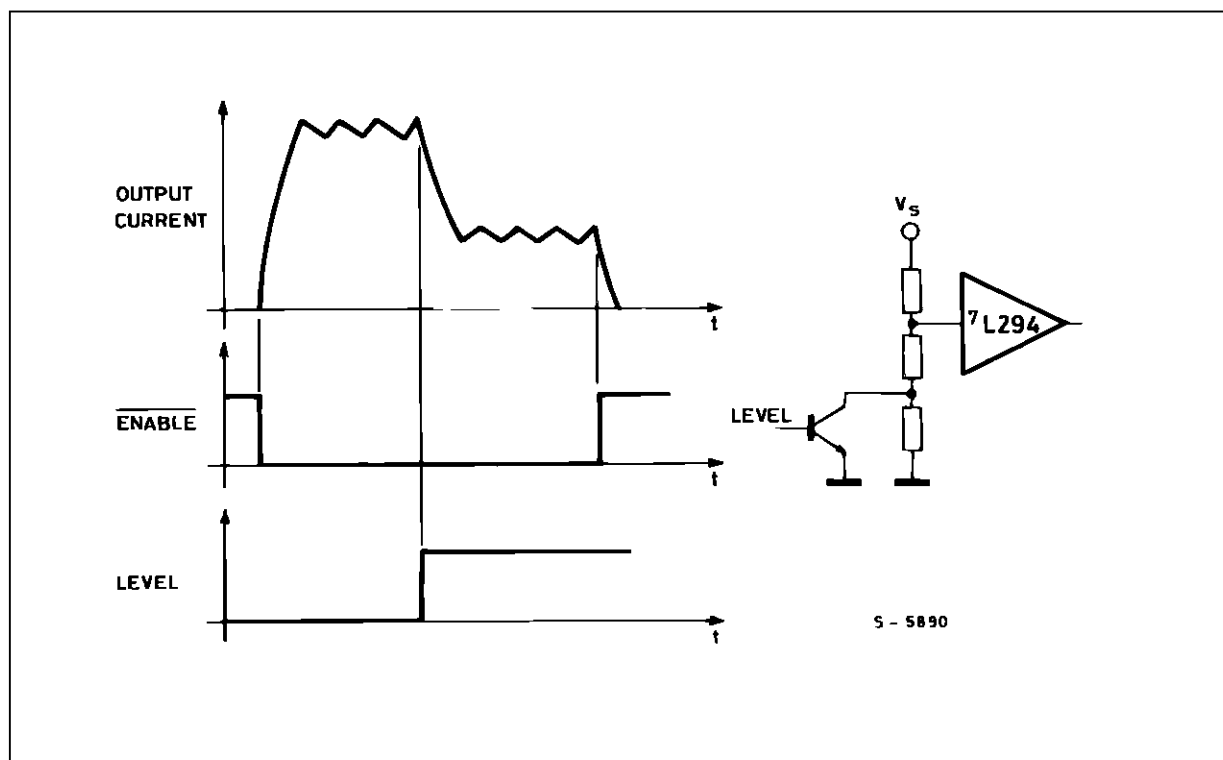 OUTPUT
CURRENT
t
ENABLE
t
LEVEL
t
VS
7
L294
LEVEL
S - 5890